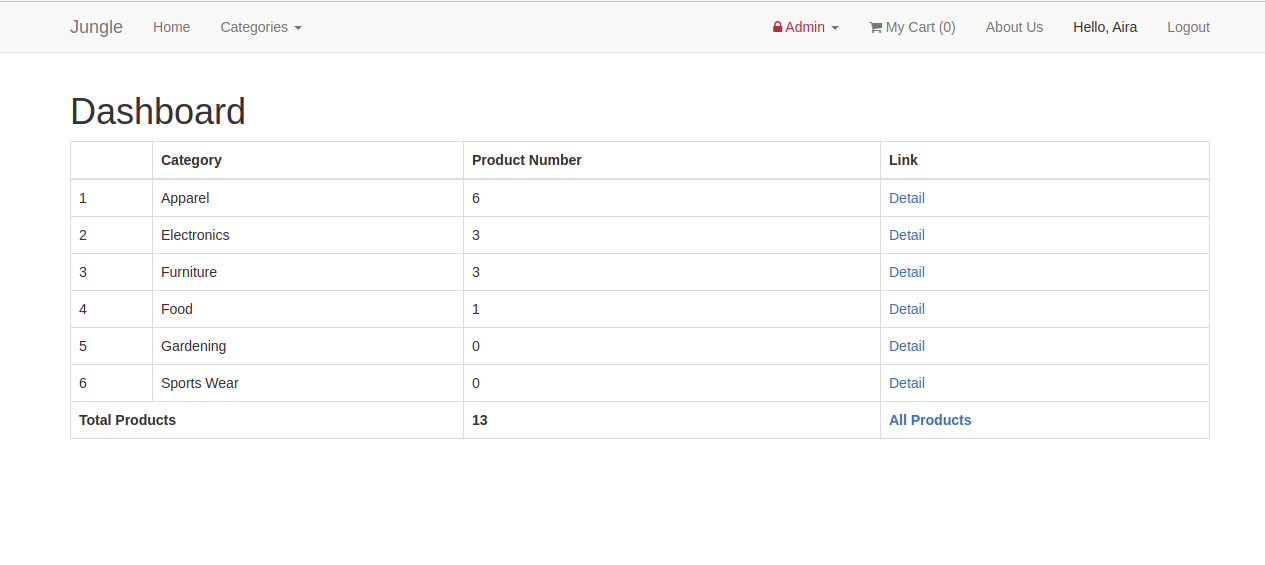 Jungle Home Categories Admin My Cart (0) About Us Hello, Aira Logout
Dashboard
Category Product Number Link
1 Apparel 6 Detail
2 Electronics 3 Detail
3 Furniture 3 Detail
4 Food 1 Detail
5 Gardening 0 Detail
6 Sports Wear 0 Detail
Total Products 13 All Products